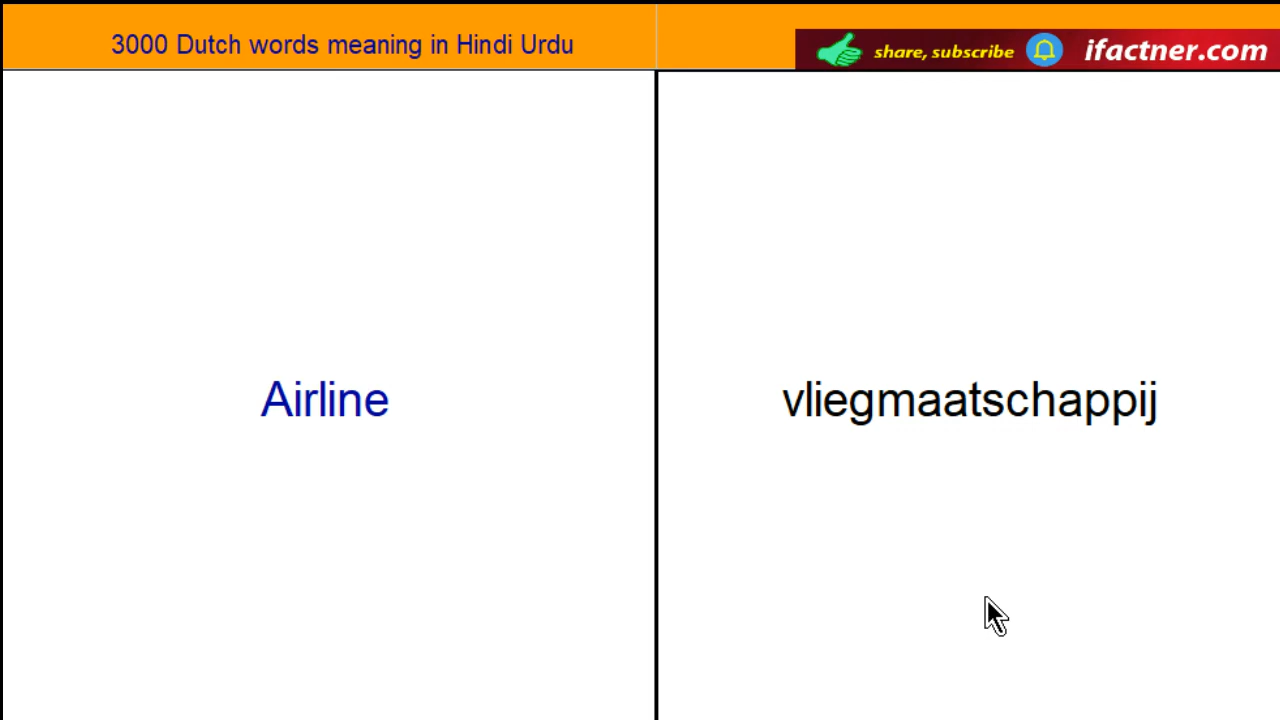 3000 Dutch words meaning in Hindi Urdu
share, subscribe ifactner.com
Airline
vliegmaatschappij